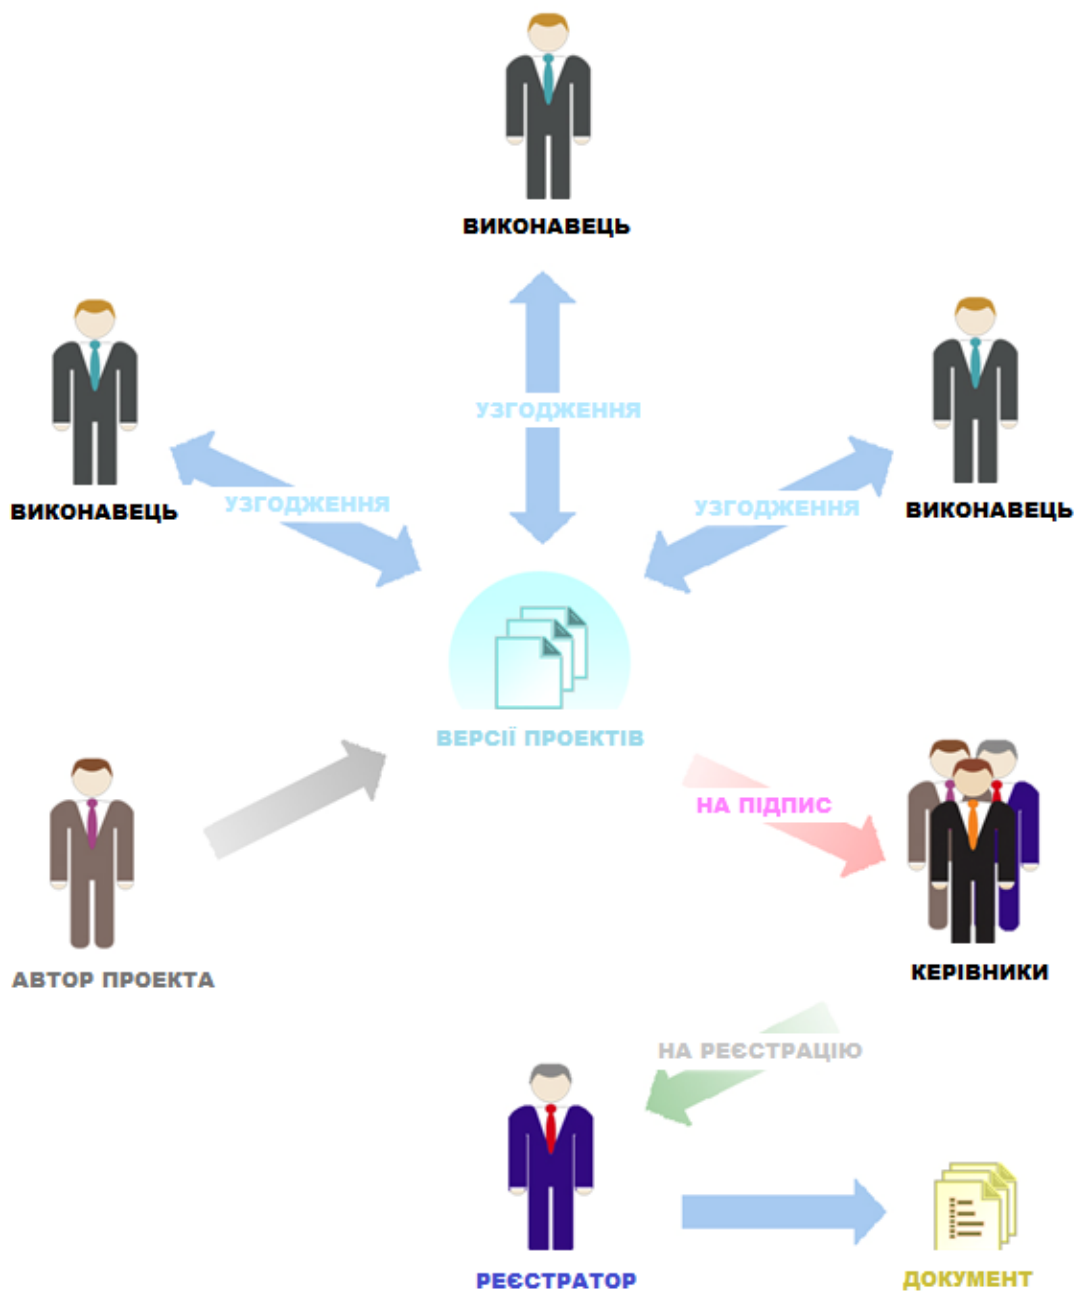 ВИКОНАВЕЦЬ
УЗГОДЖЕННЯ
ВИКОНАВЕЦЬ
УЗГОДЖЕННЯ
УЗГОДЖЕННЯ
ВИКОНАВЕЦЬ
ВЕРСІЇ ПРОЕКТІВ
НА ПІДПИС
АВТОР ПРОЕКТА
КЕРІВНИКИ
НА РЕЄСТРАЦІЮ
РЕЄСТРАТОР
ДОКУМЕНТ